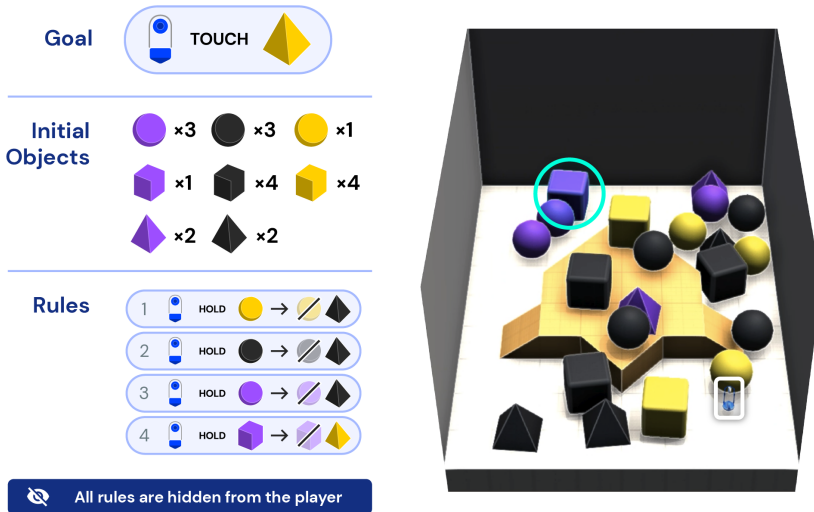 Goal
TOUCH
Initial Objects
×3 ×3 ×1
×1 ×4 ×4
×2 ×2
Rules
1 HOLD →
2 HOLD →
3 HOLD →
4 HOLD →
All rules are hidden from the player